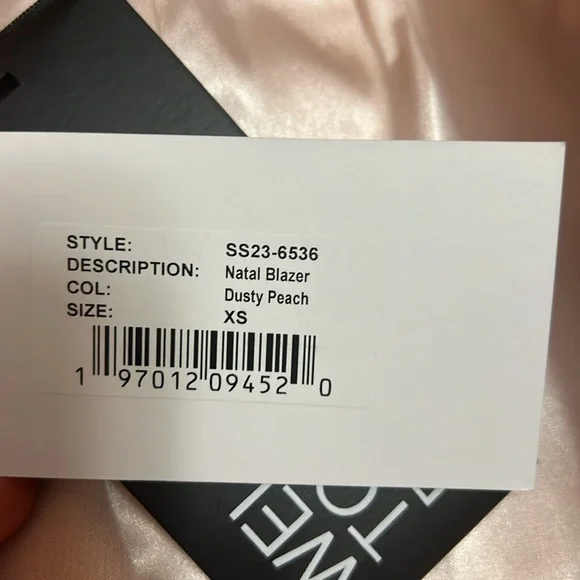 STYLE: SS23-6536
DESCRIPTION: Natal Blazer
COL: Dusty Peach
SIZE: XS
1 97012 09452 0